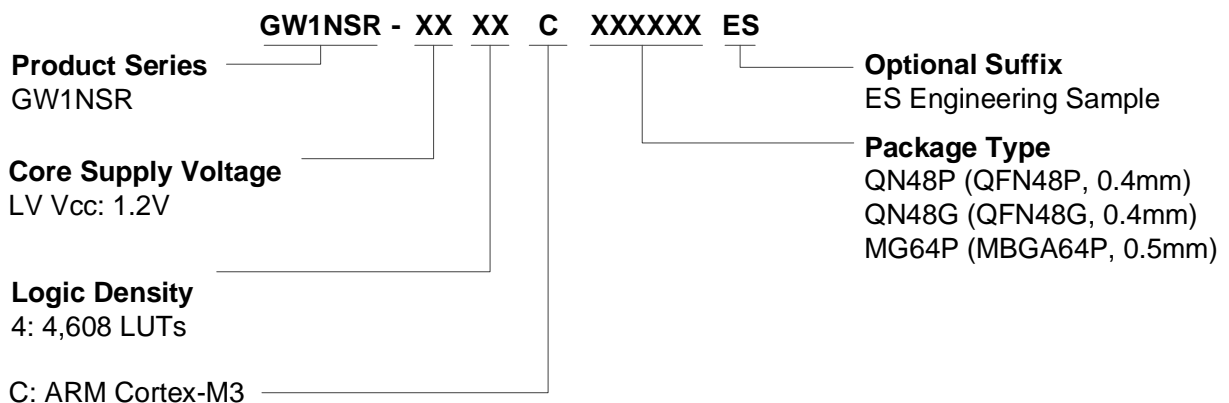 GW1NSR - XX XX C XXXXXX ES
Product Series
GW1NSR
Core Supply Voltage
LV Vcc: 1.2V
Logic Density
4: 4,608 LUTs
C: ARM Cortex-M3
Optional Suffix
ES Engineering Sample
Package Type
QN48P (QFN48P, 0.4mm)
QN48G (QFN48G, 0.4mm)
MG64P (MBGA64P, 0.5mm)